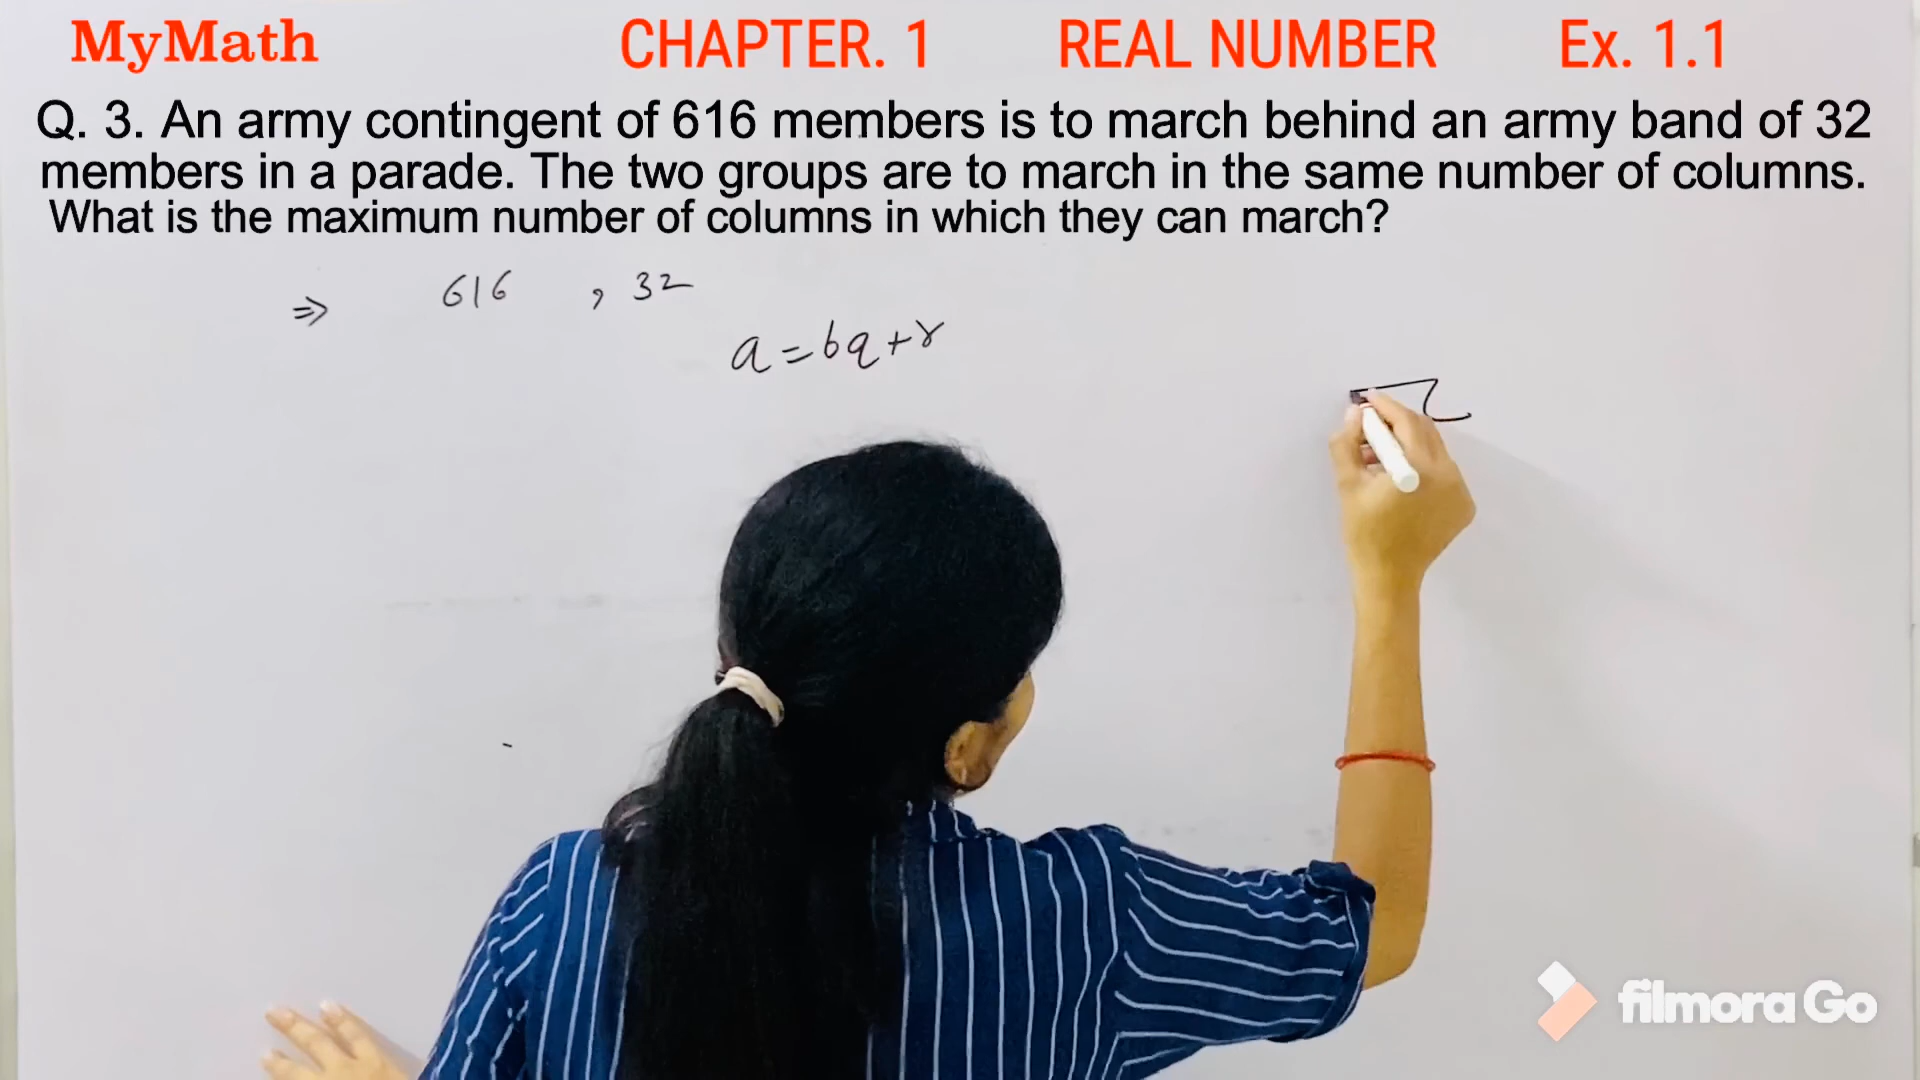 MyMath CHAPTER. 1 REAL NUMBER Ex. 1.1
Q. 3. An army contingent of 616 members is to march behind an army band of 32
members in a parade. The two groups are to march in the same number of columns.
What is the maximum number of columns in which they can march?
⇒ 616 , 32
a = bq + r
filmoraGo